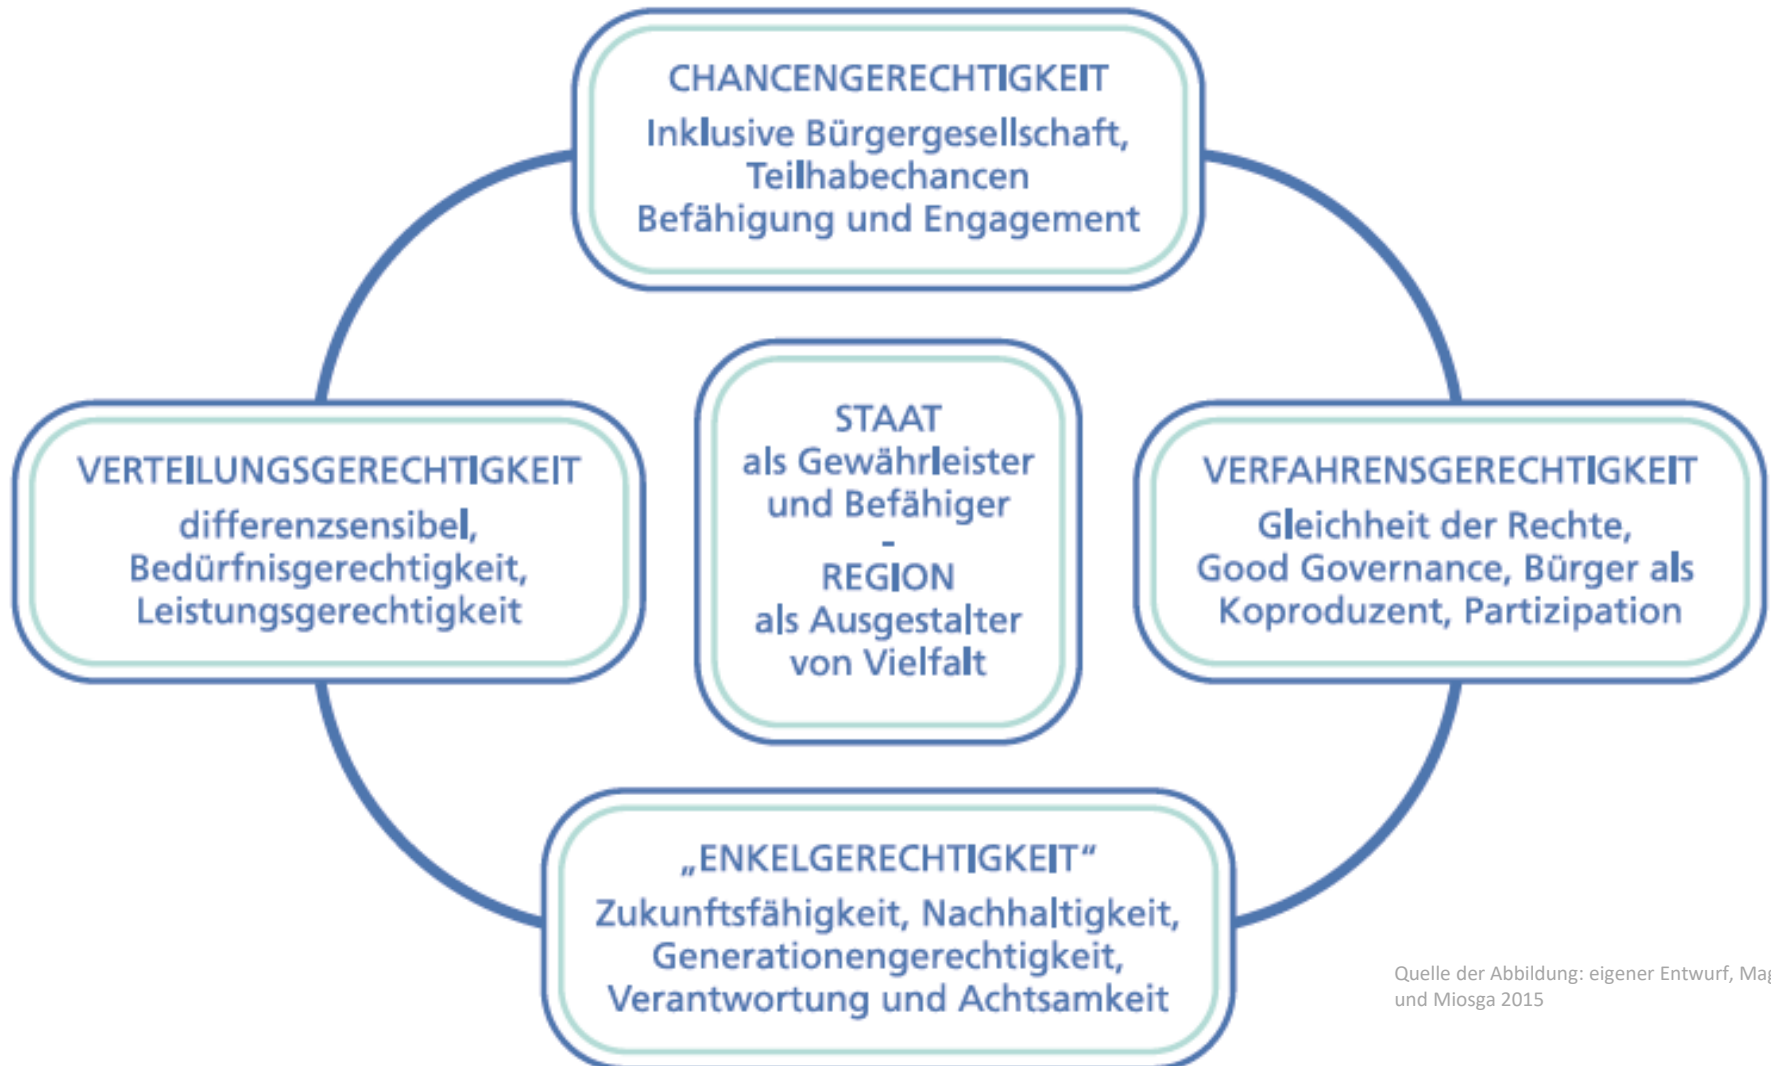 CHANCENGERECHTIGKEIT
Inklusive Bürgergesellschaft,
Teilhabechancen
Befähigung und Engagement
VERTEILUNGSGERECHTIGKEIT
differenzsensibel,
Bedürfnisgerechtigkeit,
Leistungsgerechtigkeit
STAAT
als Gewährleister
und Befähiger
-
REGION
als Ausgestalter
von Vielfalt
VERFAHRENSGERECHTIGKEIT
Gleichheit der Rechte,
Good Governance, Bürger als
Koproduzent, Partizipation
„ENKELGERECHTIGKEIT“
Zukunftsfähigkeit, Nachhaltigkeit,
Generationengerechtigkeit,
Verantwortung und Achtsamkeit
Quelle der Abbildung: eigener Entwurf,
und Miosga 2015